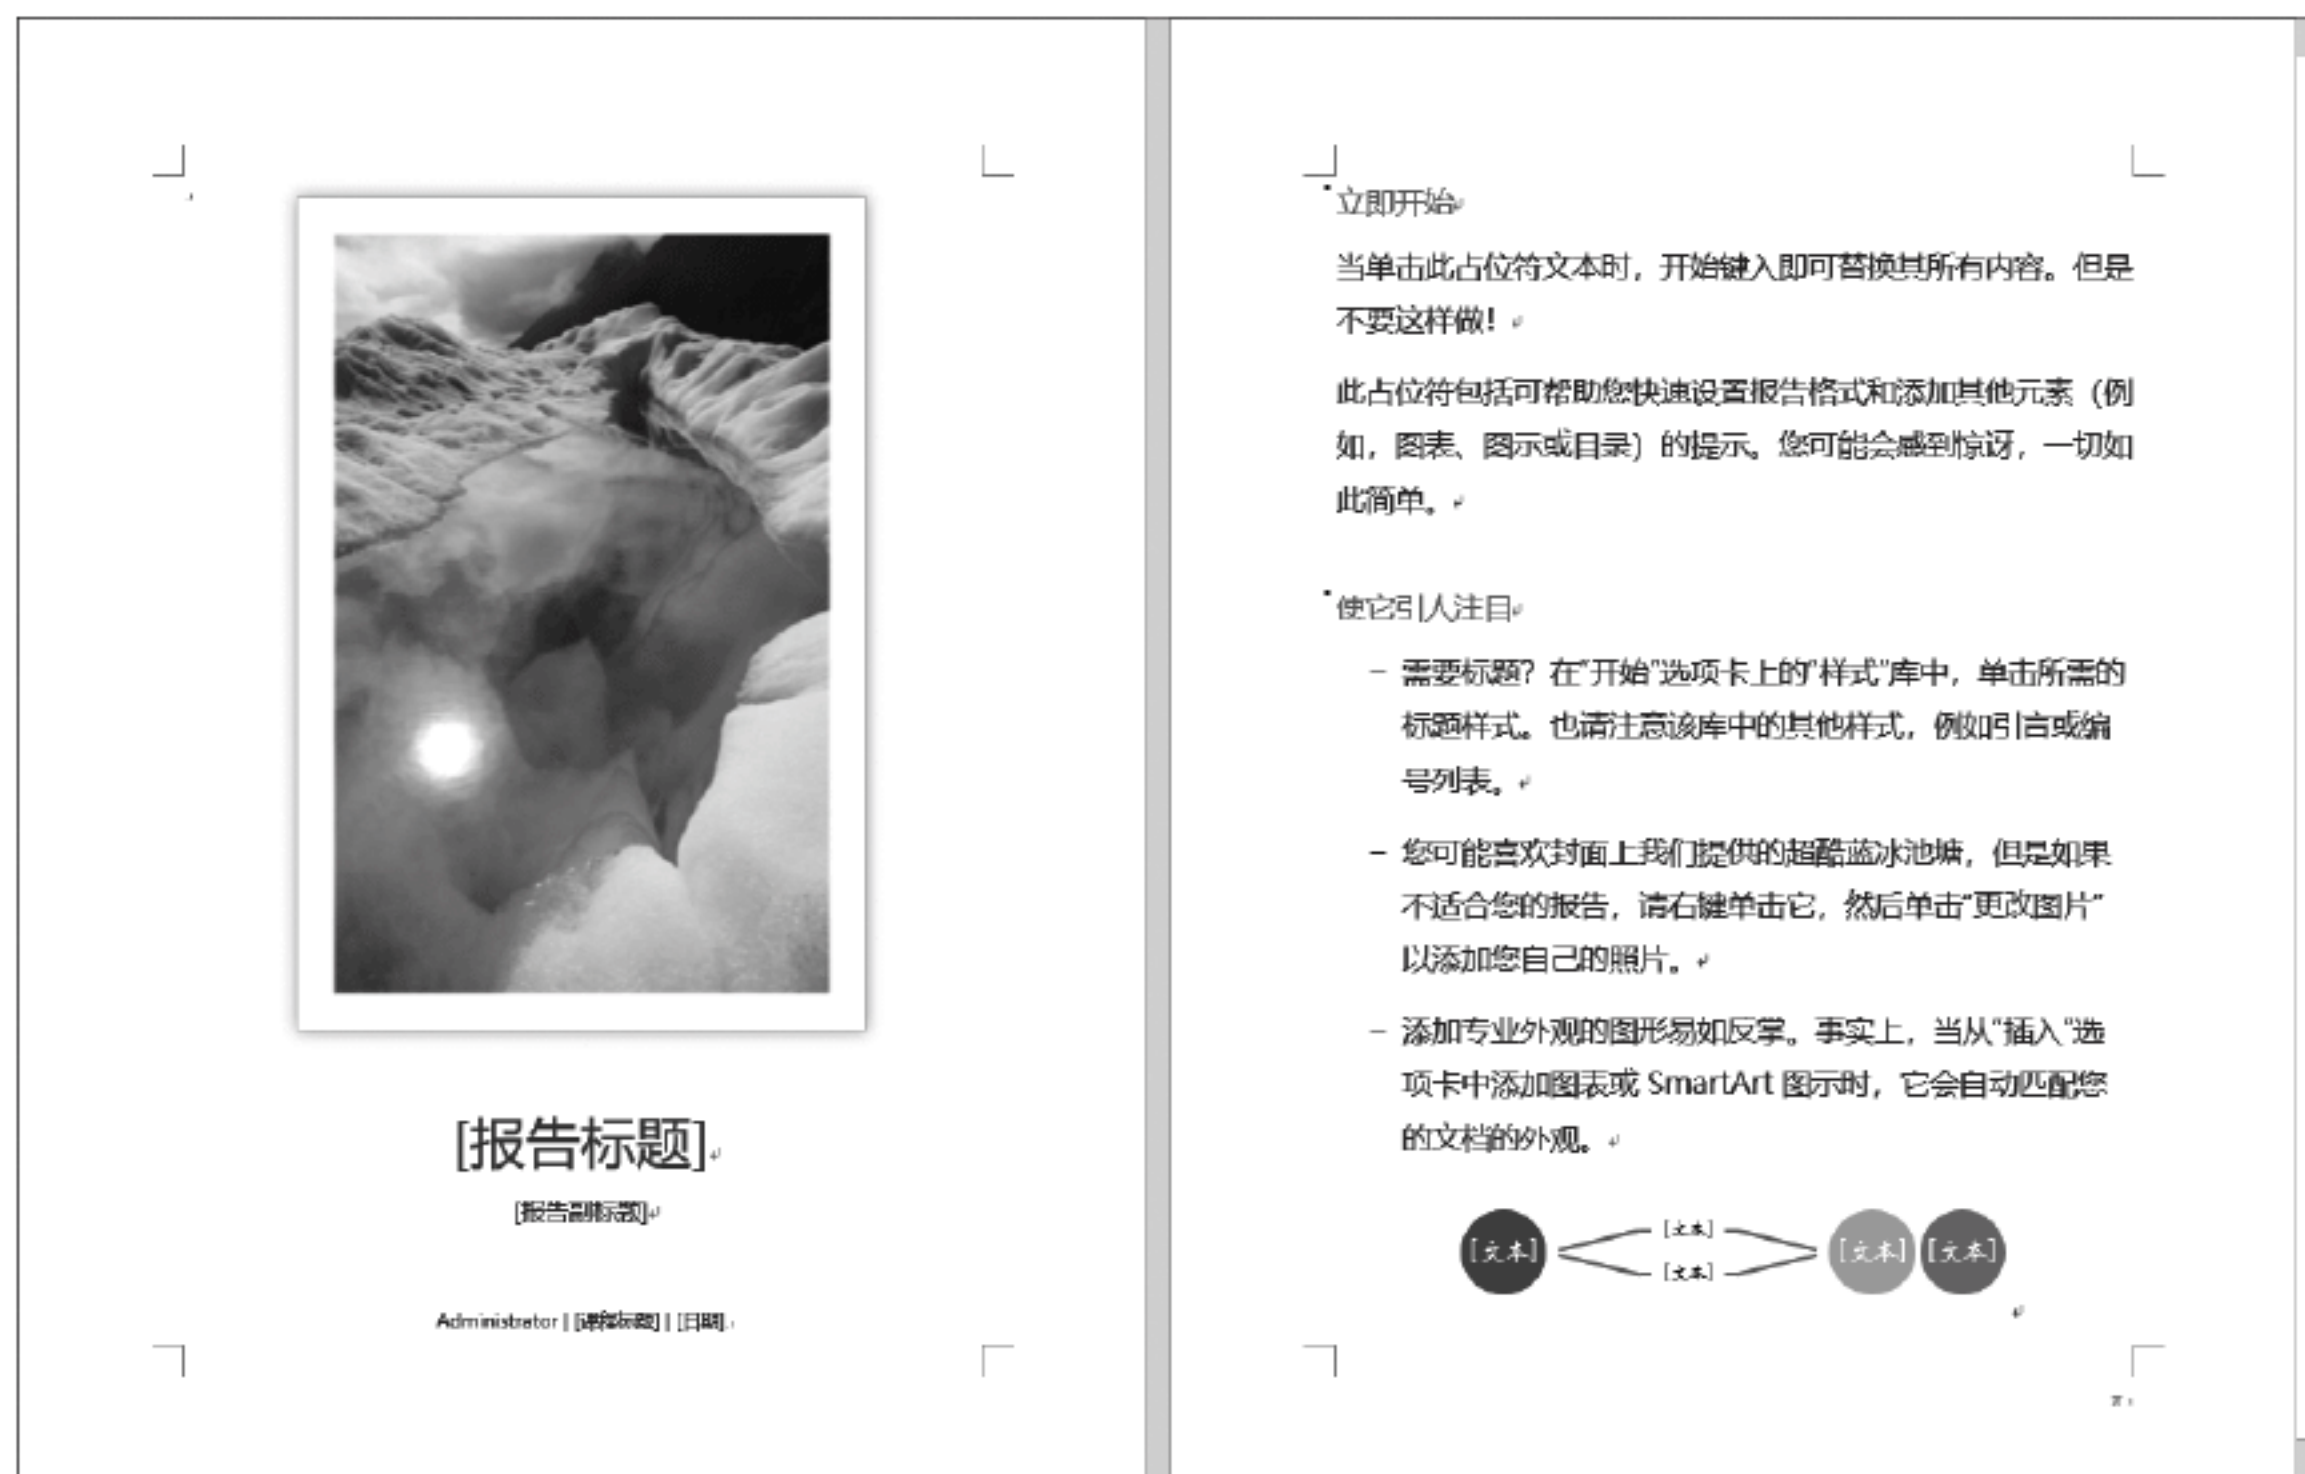 [报告标题]
[报告副标题]
Administrator | [课程标题] | [日期]
立即开始
当单击此占位符文本时，开始键入即可替换其所有内容。但是
不要这样做！
此占位符包括可帮助您快速设置报告格式和添加其他元素（例
如，图表、图示或目录）的提示。您可能会感到惊讶，一切如
此简单。
使它引人注目
– 需要标题？在“开始”选项卡上的“样式”库中，单击所需的
标题样式。也请注意该库中的其他样式，例如引言或编
号列表。
– 您可能喜欢封面上我们提供的超酷蓝冰池塘，但是如果
不适合您的报告，请右键单击它，然后单击“更改图片”
以添加您自己的照片。
– 添加专业外观的图形易如反掌。事实上，当从“插入”选
项卡中添加图表或 SmartArt 图示时，它会自动匹配您
的文档的外观。
[文本]
[文本]
[文本]
[文本]
[文本]